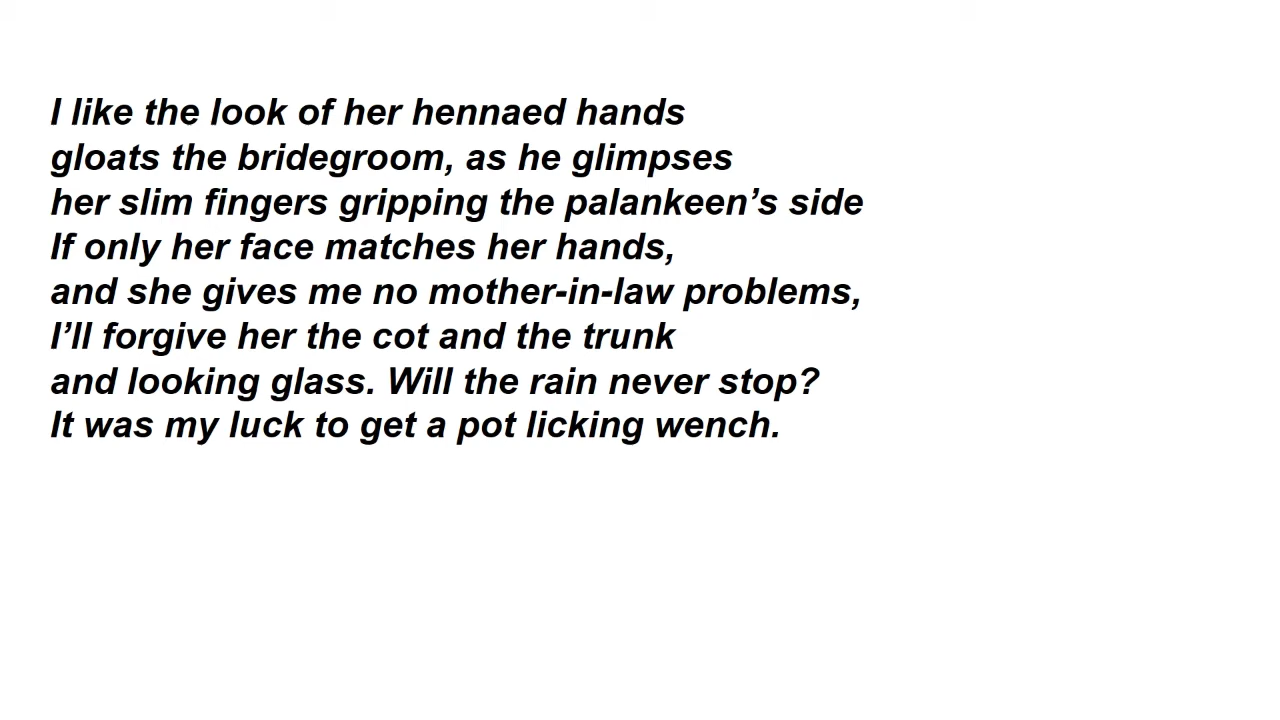 I like the look of her hennaed hands
gloats the bridegroom, as he glimpses
her slim fingers gripping the palankeen’s side
If only her face matches her hands,
and she gives me no mother-in-law problems,
I’ll forgive her the cot and the trunk
and looking glass. Will the rain never stop?
It was my luck to get a pot licking wench.